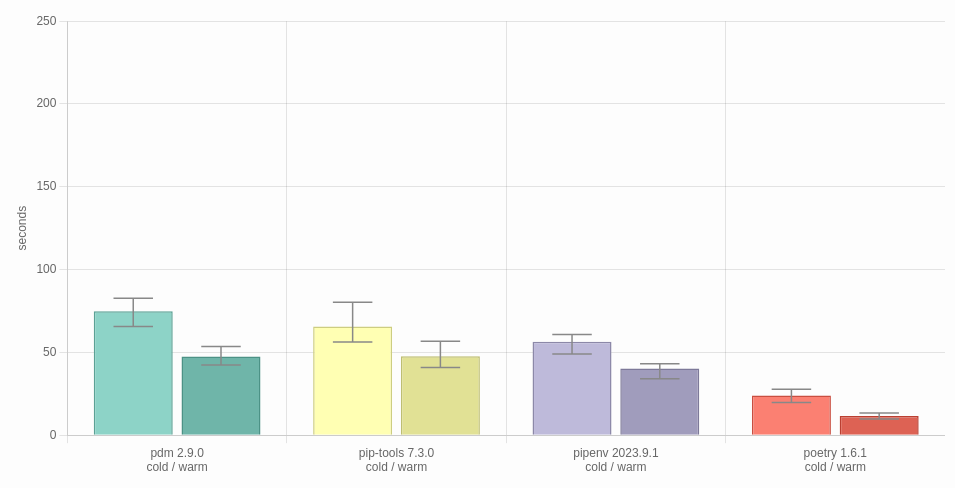 250
200
150
100
50
0
seconds
pdm 2.9.0
cold / warm
pip-tools 7.3.0
cold / warm
pipenv 2023.9.1
cold / warm
poetry 1.6.1
cold / warm